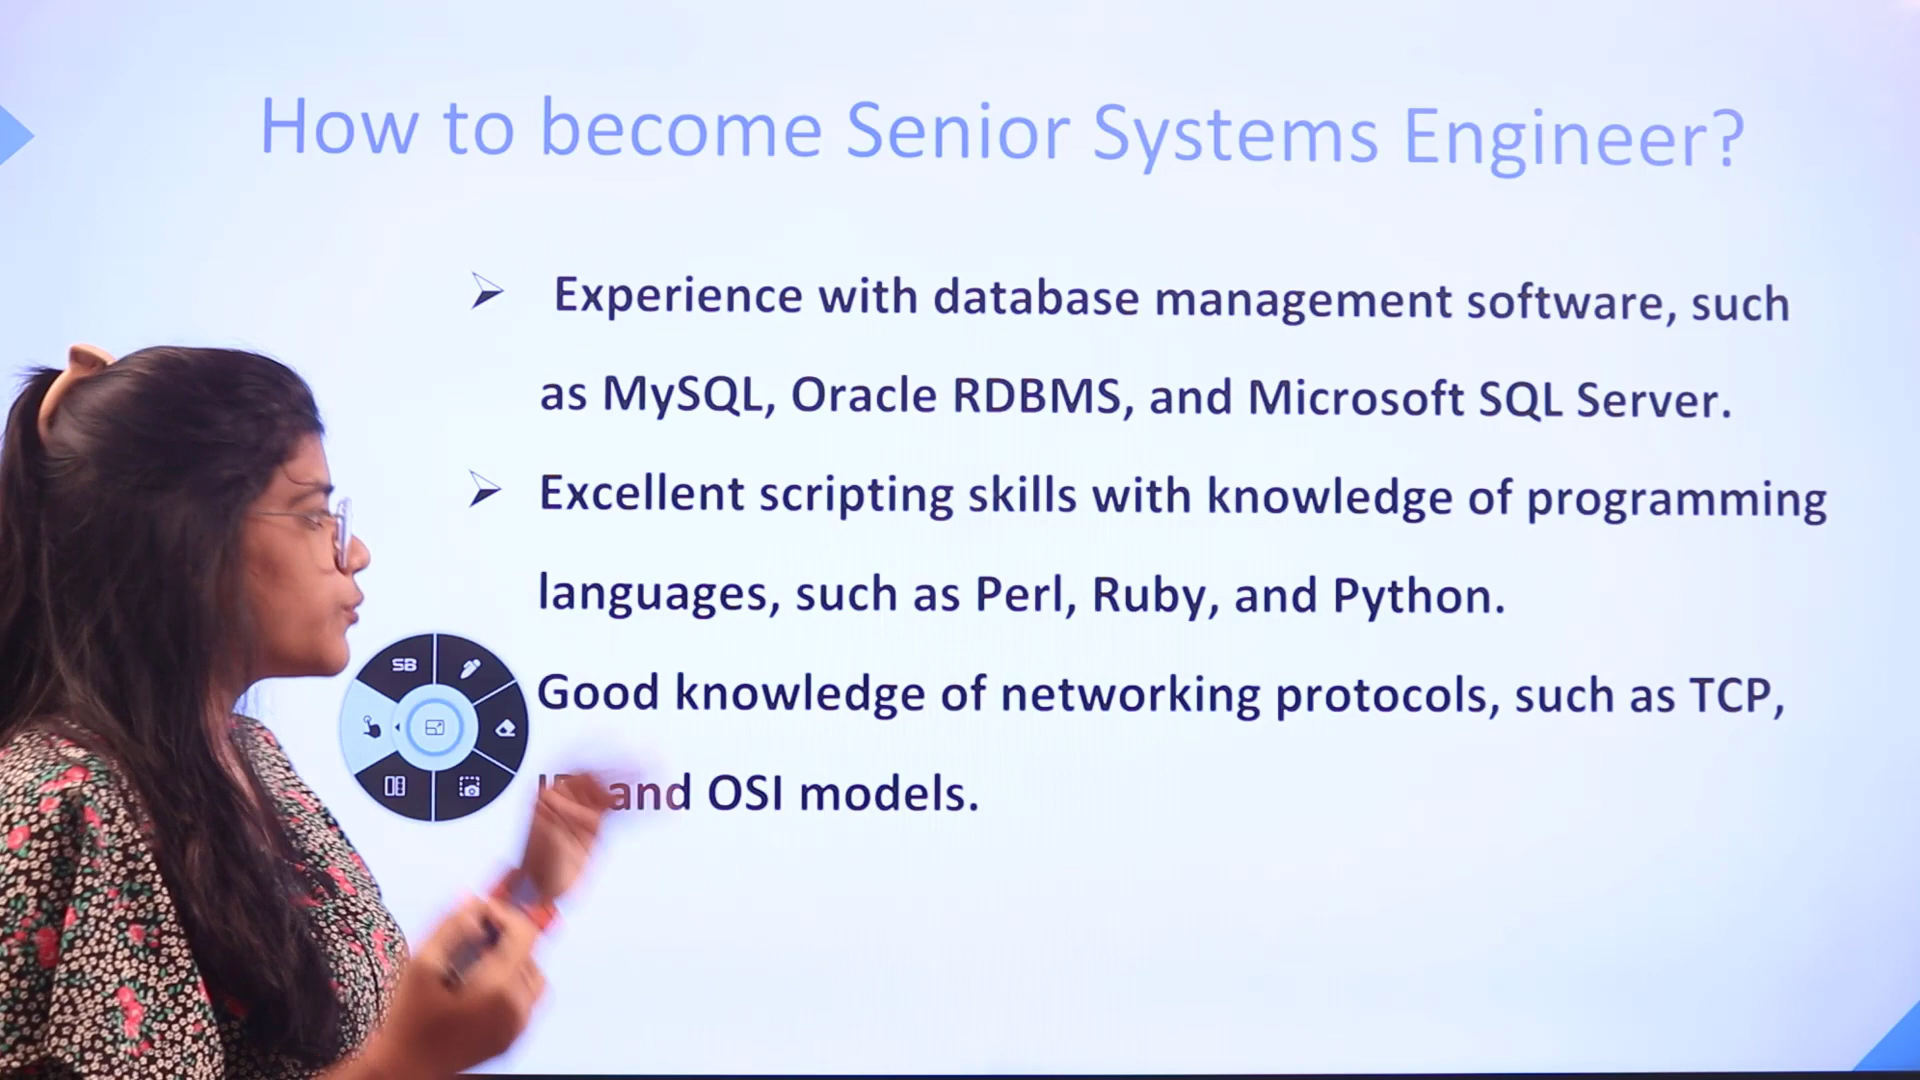 How to become Senior Systems Engineer?
Experience with database management software, such
as MySQL, Oracle RDBMS, and Microsoft SQL Server.
Excellent scripting skills with knowledge of programming
languages, such as Perl, Ruby, and Python.
Good knowledge of networking protocols, such as TCP,
and OSI models.
SB